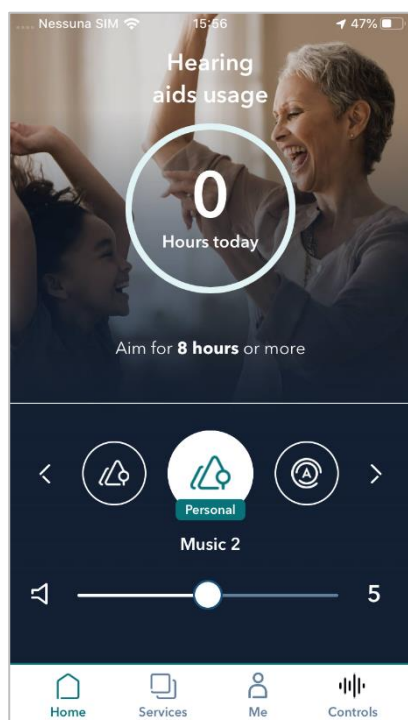 Nessuna SIM 15:56 47%
Hearing
aids usage
0
Hours today
Aim for 8 hours or more
A
Personal
Music 2
5
Home Services Me Controls